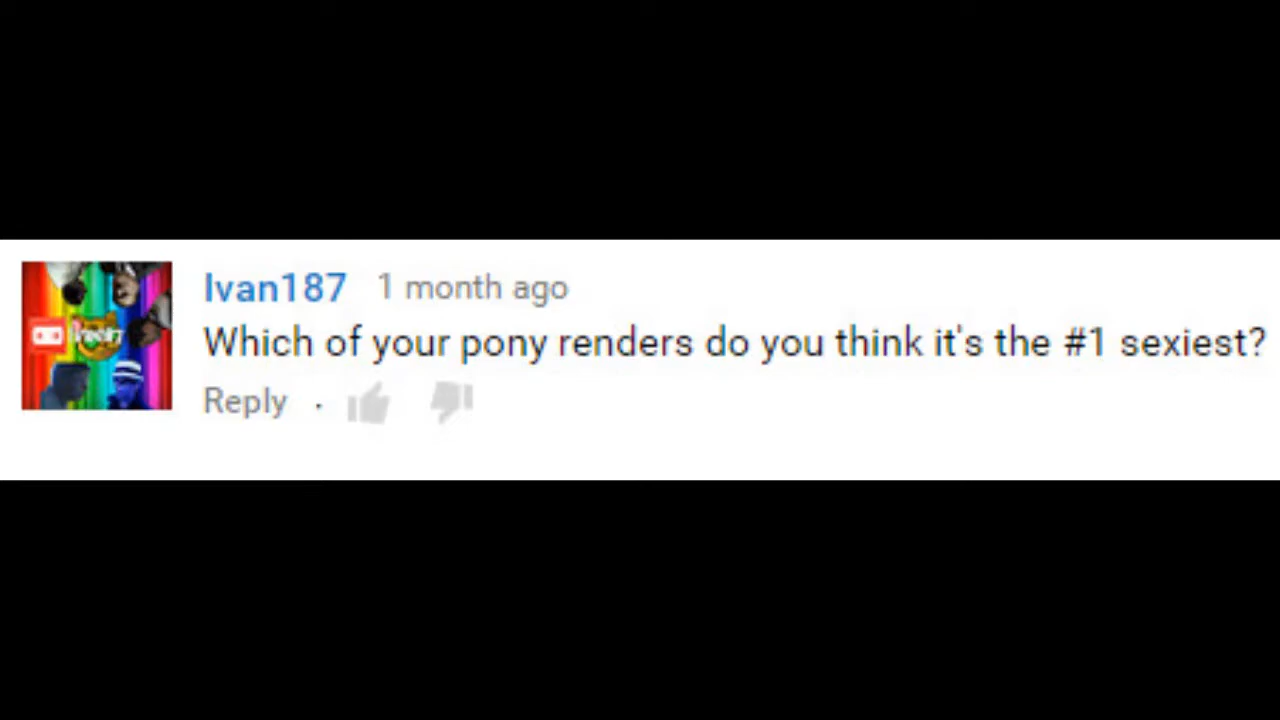 Ivan187 1 month ago
Which of your pony renders do you think it's the #1 sexiest?
Reply ·